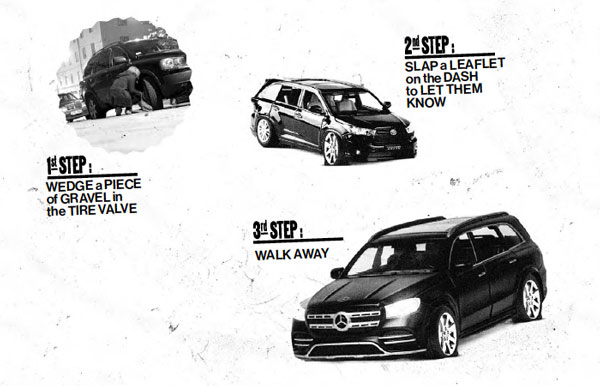 1st STEP:
WEDGE a PIECE
of GRAVEL in
the TIRE VALVE
2nd STEP:
SLAP a LEAFLET
on the DASH
to LET THEM
KNOW
3rd STEP:
WALK AWAY